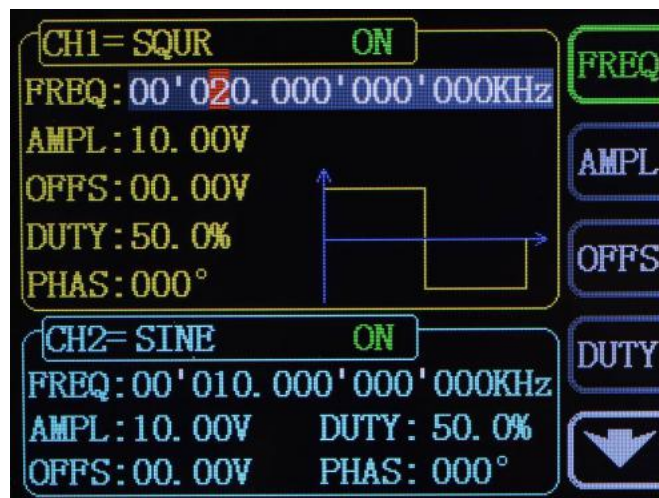 CH1= SQUR ON
FREQ:00'020.000'000'000KHz
AMPL:10.00V
OFFS:00.00V
DUTY:50.0%
PHAS:000°
CH2= SINE ON
FREQ:00'010.000'000'000KHz
AMPL:10.00V DUTY: 50.0%
OFFS:00.00V PHAS: 000°
FREQ
AMPL
OFFS
DUTY